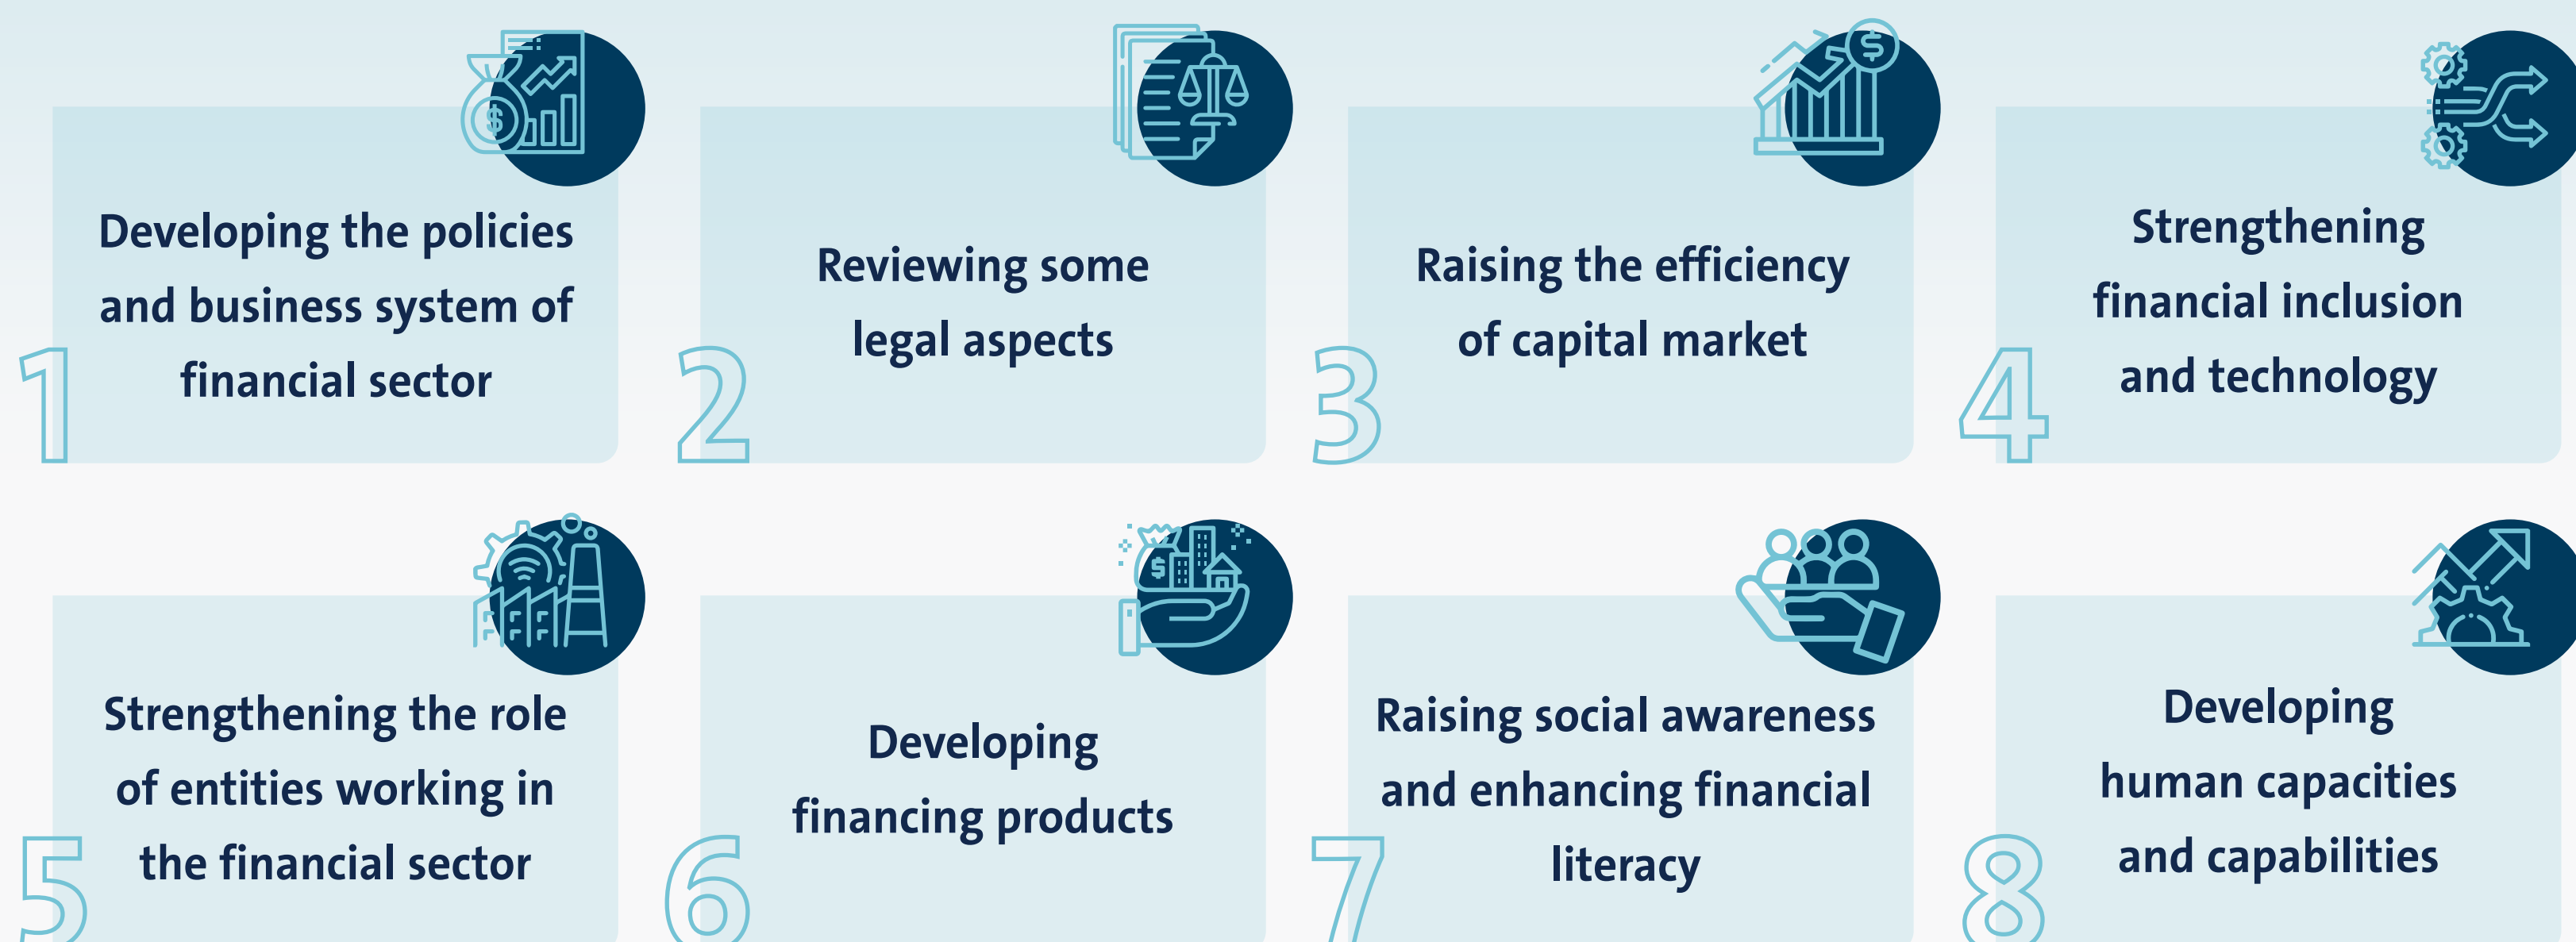 Developing the policies
and business system of
financial sector
1
Reviewing some
legal aspects
2
Raising the efficiency
of capital market
3
Strengthening
financial inclusion
and technology
4
Strengthening the role
of entities working in
the financial sector
5
Developing
financing products
6
Raising social awareness
and enhancing financial
literacy
7
Developing
human capacities
and capabilities
8